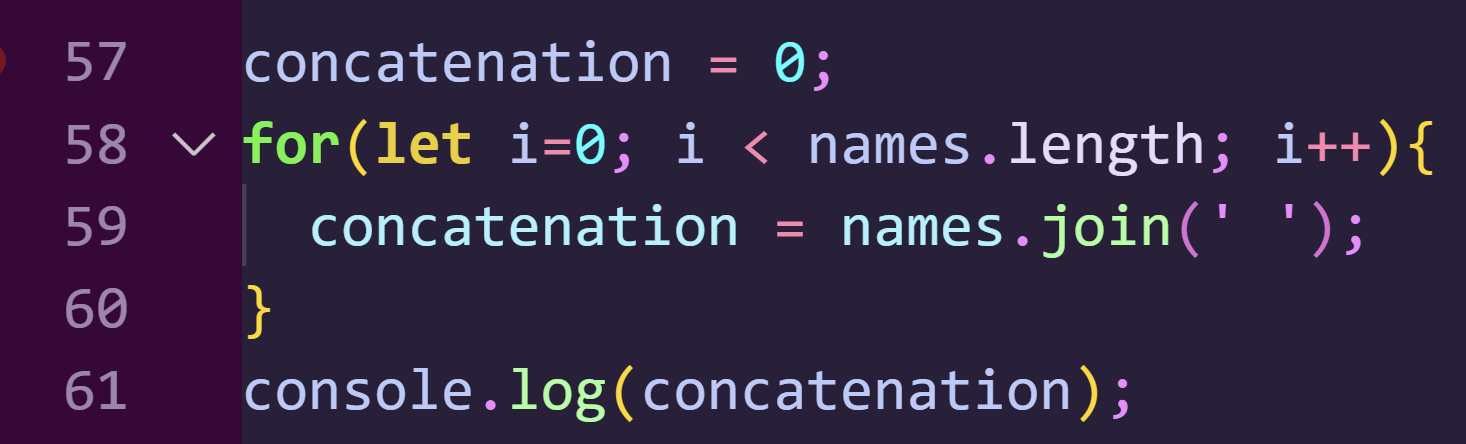 57 concatenation = 0;
58 for(let i=0; i < names.length; i++){
59   concatenation = names.join(' ');
60 }
61 console.log(concatenation);